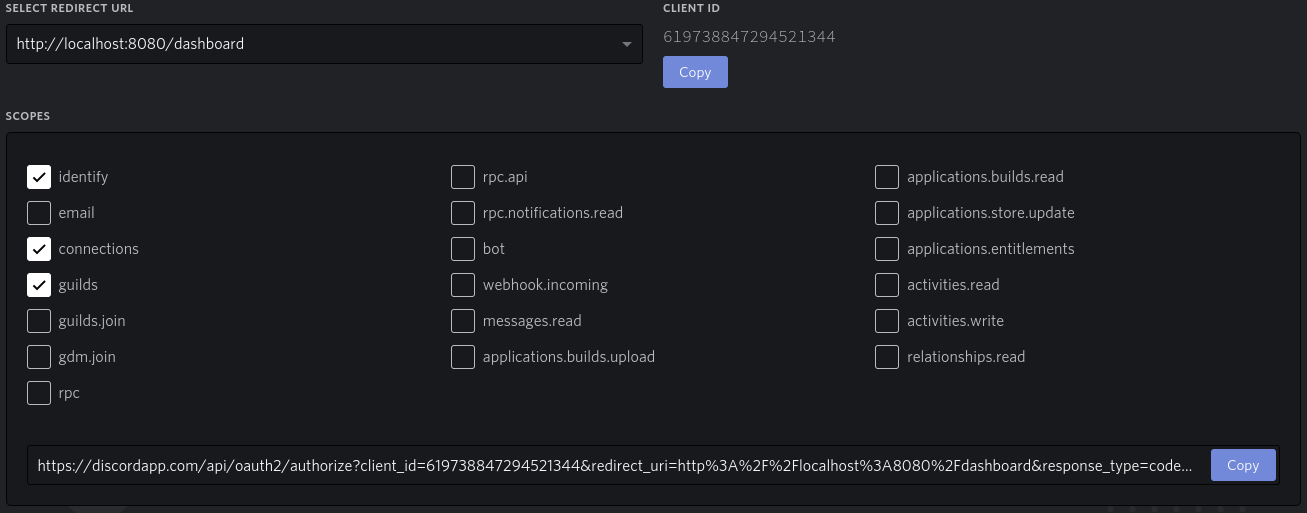 SELECT REDIRECT URL
http://localhost:8080/dashboard
CLIENT ID
619738847294521344
Copy
SCOPES
identify
email
connections
guilds
guilds.join
gdm.join
rpc
rpc.api
rpc.notifications.read
bot
webhook.incoming
messages.read
applications.builds.upload
applications.builds.read
applications.store.update
applications.entitlements
activities.read
activities.write
relationships.read
https://discordapp.com/api/oauth2/authorize?client_id=619738847294521344&redirect_uri=http%3A%2F%2Flocalhost%3A8080%2Fdashboard&response_type=code...
Copy